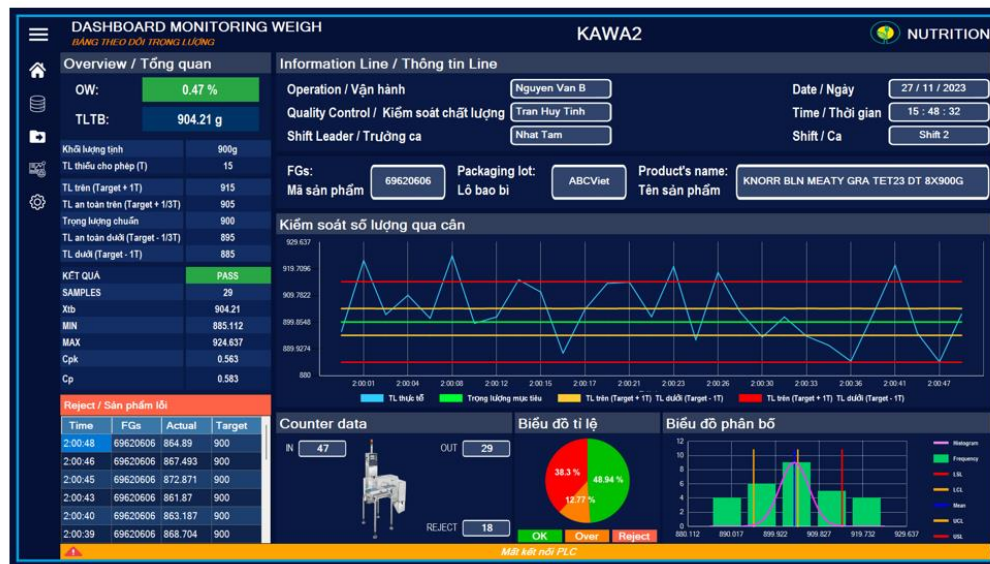 DASHBOARD MONITORING WEIGH
BẢNG THEO DÕI TRỌNG LƯỢNG
KAWA2
NUTRITION
Overview / Tổng quan
OW:
0.47 %
TLTB:
904.21 g
Khối lượng tịnh 900g
TL thiếu cho phép (T) 15
TL trên (Target + 1T) 915
TL an toàn trên (Target + 1/3T) 905
Trọng lượng chuẩn 900
TL an toàn dưới (Target - 1/3T) 895
TL dưới (Target - 1T) 885
KẾT QUẢ PASS
SAMPLES 29
Xtb 904.21
MIN 885.112
MAX 924.637
Cpk 0.563
Cp 0.583
Reject / Sản phẩm lỗi
Time FGs Actual Target
2:00:48 69620606 864.89 900
2:00:46 69620606 867.493 900
2:00:45 69620606 872.871 900
2:00:43 69620606 861.87 900
2:00:40 69620606 863.187 900
2:00:39 69620606 868.704 900
Information Line / Thông tin Line
Operation / Vận hành Nguyen Van B
Quality Control / Kiểm soát chất lượng Tran Huy Tinh
Shift Leader / Trưởng ca Nhat Tam
Date / Ngày 27 / 11 / 2023
Time / Thời gian 15 : 48 : 32
Shift / Ca Shift 2
FGs:
Mã sản phẩm
69620606
Packaging lot:
Lô bao bì
ABCViet
Product's name:
Tên sản phẩm
KNORR BLN MEATY GRA TET23 DT 8X900G
Kiểm soát số lượng qua cân
929.637
919.7096
909.7822
899.8548
889.9274
880
2:00:01 2:00:04 2:00:08 2:00:12 2:00:15 2:00:17 2:00:21 2:00:23 2:00:26 2:00:30 2:00:33 2:00:36 2:00:41 2:00:47
TL thực tế Trọng lượng mục tiêu TL trên (Target + 1T) TL dưới (Target - 1T) TL trên (Target + 1T) TL dưới (Target - 1T)
Counter data
IN 47
OUT 29
REJECT 18
Biểu đồ tỉ lệ
38.3 %
48.94 %
12.77 %
OK Over Reject
Biểu đồ phân bố
12
10
8
6
4
2
0
880.112 890.017 899.922 909.827 919.732 929.637
Histogram
Frequency
LSL
LCL
Mean
UCL
USL
Mất kết nối PLC